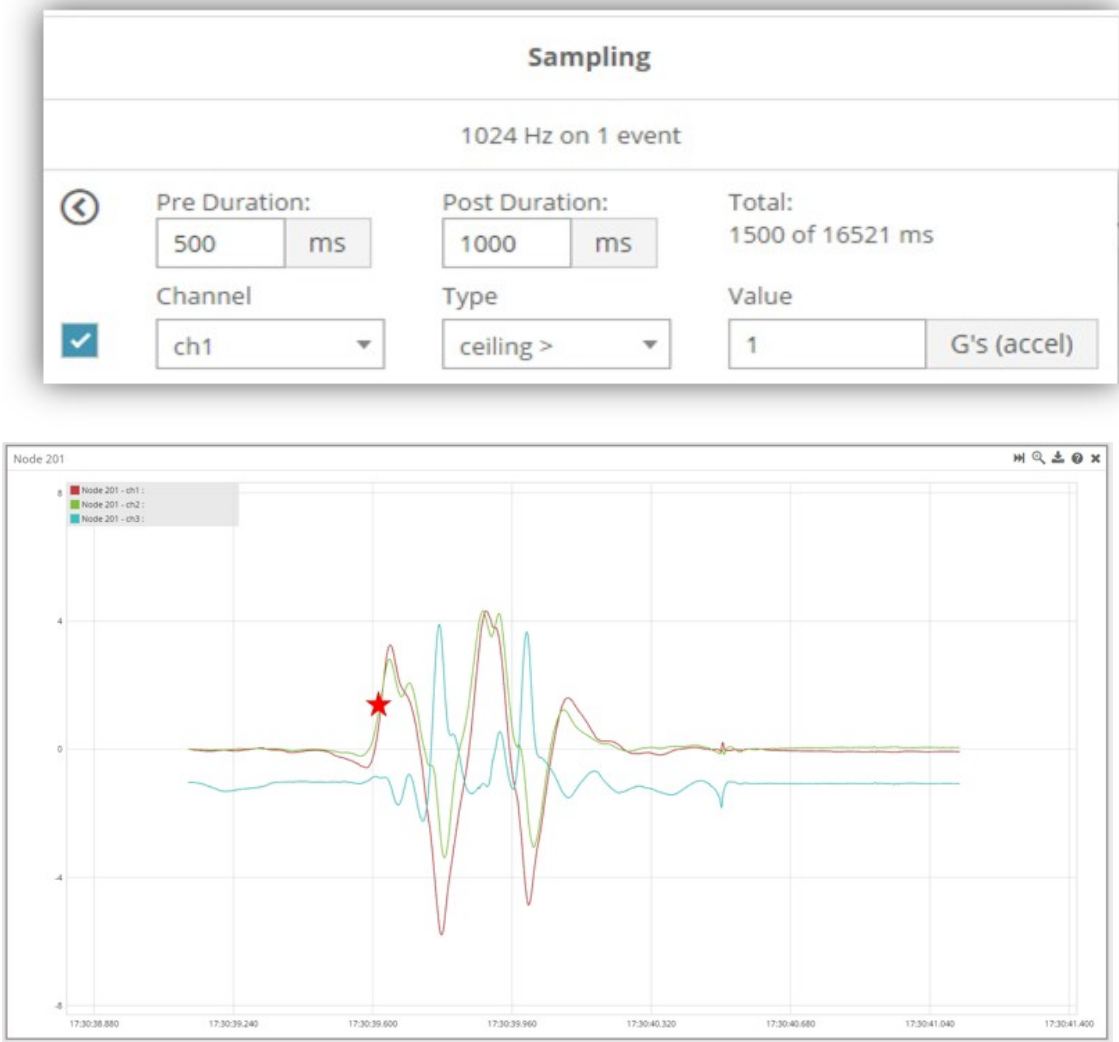 Sampling
1024 Hz on 1 event
Pre Duration: Post Duration: Total:
500 ms 1000 ms 1500 of 16521 ms
Channel Type Value
ch1 ceiling > 1 G's (accel)
Node 201
8
Node 201 - ch1 :
Node 201 - ch2 :
Node 201 - ch3 :
4
0
-4
-8
17:30:38.880 17:30:39.240 17:30:39.600 17:30:39.960 17:30:40.320 17:30:40.680 17:30:41.040 17:30:41.400